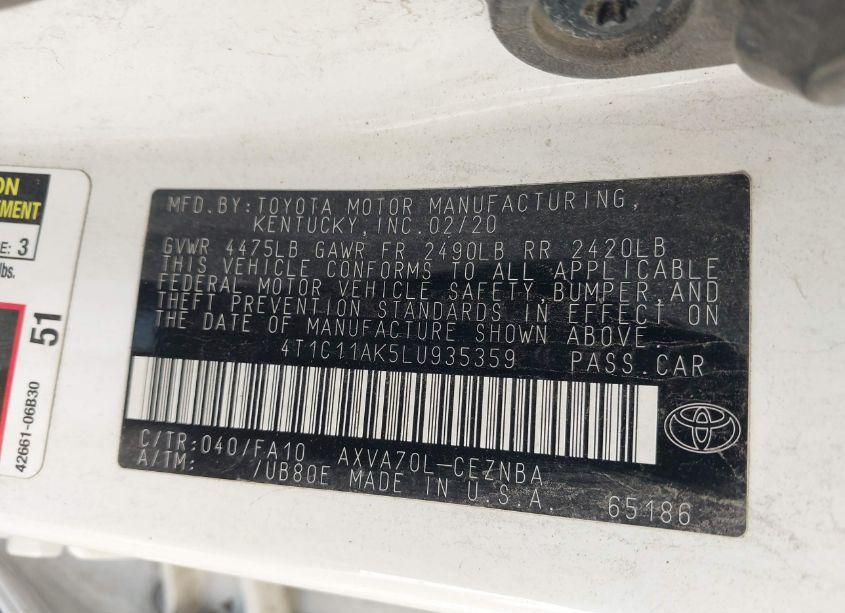 ON
EMENT
E: 3
lbs.
51
42661-06B30
MFD.BY:TOYOTA MOTOR MANUFACTURING,
KENTUCKY,INC.02/20
GVWR 4475LB GAWR FR 2490LB RR 2420LB
THIS VEHICLE CONFORMS TO ALL APPLICABLE
FEDERAL MOTOR VEHICLE SAFETY,BUMPER,AND
THEFT PREVENTION STANDARDS IN EFFECT ON
THE DATE OF MANUFACTURE SHOWN ABOVE.
4T1C11AK5LU935359 PASS.CAR
C/TR:040/FA10 AXVA70L-CEZNBA
A/TM: /UB80E MADE IN U.S.A. 65186